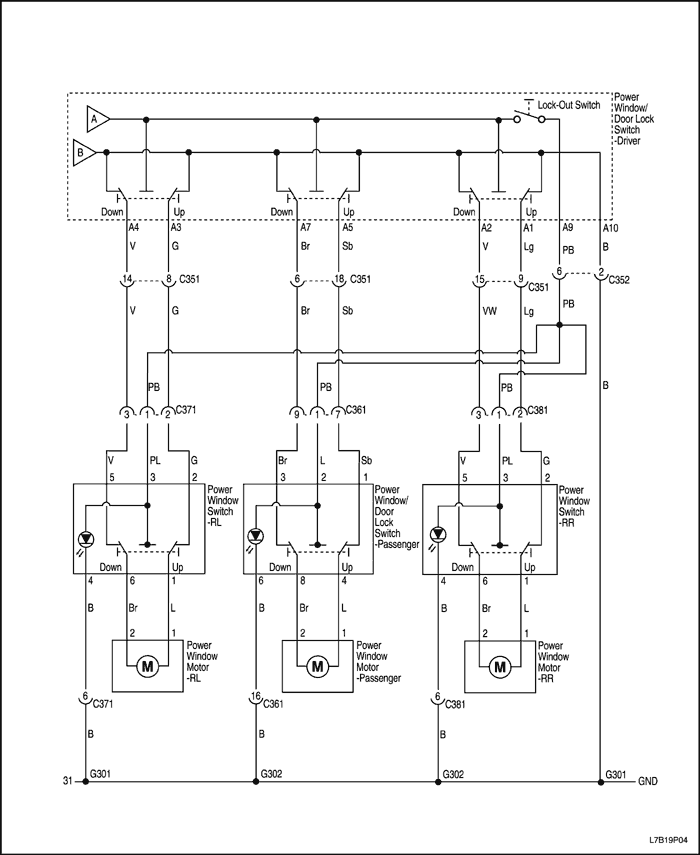 Power
Window/
Door Lock
Switch
-Driver
Lock-Out Switch
A
B
Down Up
Down Up
Down Up
A4 A3 A7 A5 A2 A1 A9 A10
V G Br Sb V Lg PB B
14 8 C351
6 18 C351
15 9 C351
6 2 C352
V G Br Sb VW Lg PB
B
PB PB PB
3 1 2 C371
9 1 7 C361
3 1 2 C381
V PL G
Br L Sb
V PL G
5 3 2
3 2 1
5 3 2
Power
Window
Switch
-RL
Power
Window/
Door
Lock
Switch
-Passenger
Power
Window
Switch
-RR
Down Up
Down Up
Down Up
4 6 1
6 8 4
4 6 1
B Br L
B Br L
B Br L
2 1
2 1
2 1
M
Power
Window
Motor
-RL
M
Power
Window
Motor
-Passenger
M
Power
Window
Motor
-RR
6 C371
16 C361
6 C381
B B B
31 G301 G302 G302 G301 GND
L7B19P04